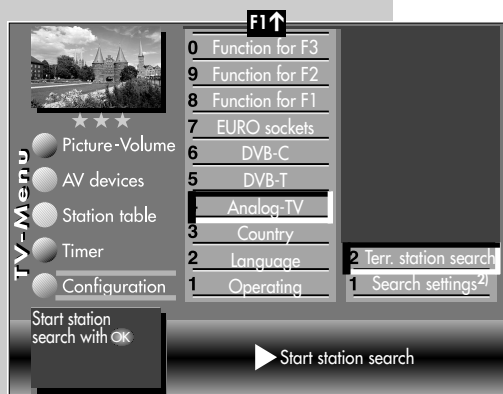 F1↑
0 Function for F3
9 Function for F2
8 Function for F1
7 EURO sockets
6 DVB-C
5 DVB-T
Analog-TV
3 Country
2 Language
1 Operating
TV-Menu
Picture-Volume
AV devices
Station table
Timer
Configuration
2 Terr. station search
1 Search settings2)
Start station
search with OK
Start station search